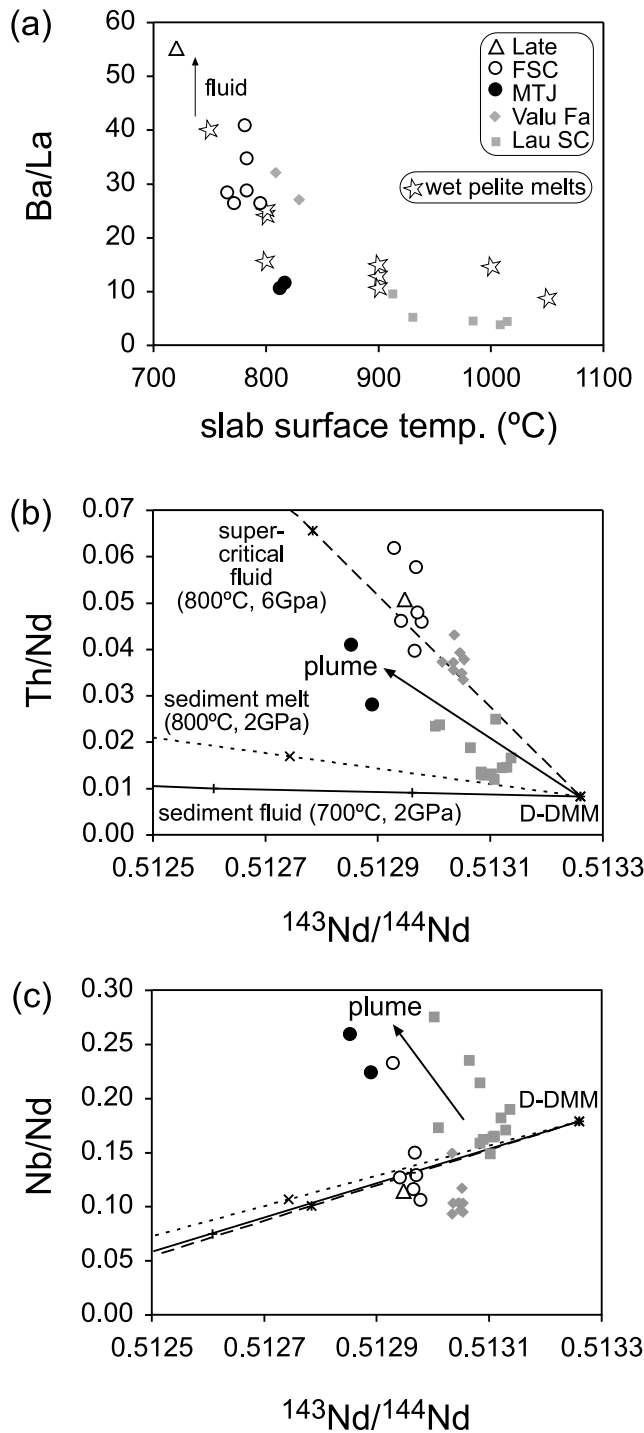 (a)
60
50
40
30
20
10
0
Ba/La
fluid
Late
FSC
MTJ
Valu Fa
Lau SC
wet pelite melts
700 800 900 1000 1100
slab surface temp. (ºC)
(b)
0.07
0.06
0.05
0.04
0.03
0.02
0.01
0.00
Th/Nd
super-
critical
fluid
(800ºC, 6Gpa)
plume
sediment melt
(800ºC, 2GPa)
sediment fluid (700ºC, 2GPa)
D-DMM
0.5125 0.5127 0.5129 0.5131 0.5133
143Nd/144Nd
(c)
0.30
0.25
0.20
0.15
0.10
0.05
0.00
Nb/Nd
plume
D-DMM
0.5125 0.5127 0.5129 0.5131 0.5133
143Nd/144Nd